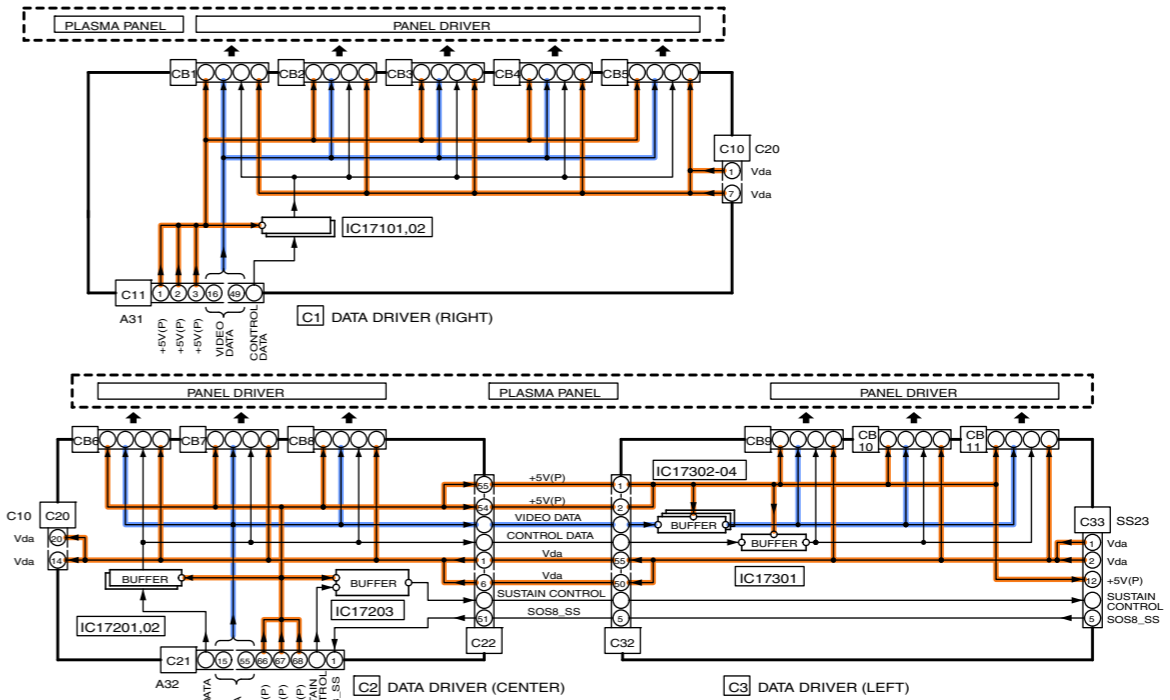 PLASMA PANEL PANEL DRIVER
CB1 CB2 CB3 CB4 CB5
C10 C20
1 Vda
7 Vda
IC17101,02
C11 1 2 3 16 49
A31 +5V(P) +5V(P) +5V(P) VIDEO DATA CONTROL DATA
C1 DATA DRIVER (RIGHT)
PANEL DRIVER PLASMA PANEL PANEL DRIVER
CB6 CB7 CB8 CB9 CB 10 CB 11
IC17302-04
55 +5V(P) 1
54 +5V(P) 2
VIDEO DATA
CONTROL DATA
1 Vda 55
6 Vda 50
SUSTAIN CONTROL
51 SOS8_SS 5
C10 C20
Vda 20
Vda 14
BUFFER BUFFER
IC17201,02 IC17203
BUFFER
BUFFER
IC17301
C33 SS23
1 Vda
2 Vda
12 +5V(P)
SUSTAIN CONTROL
5 SOS8_SS
C22 C32
C21 15 55 66 67 68 1
A32
C2 DATA DRIVER (CENTER)
C3 DATA DRIVER (LEFT)